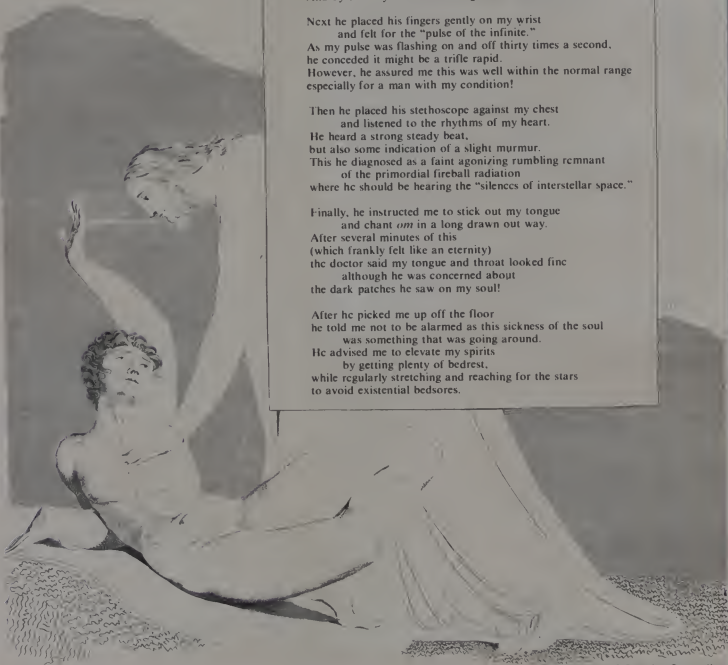 Next he placed his fingers gently on my wrist
and felt for the “pulse of the infinite.”
As my pulse was flashing on and off thirty times a second,
he conceded it might be a trifle rapid.
However, he assured me this was well within the normal range
especially for a man with my condition!
Then he placed his stethoscope against my chest
and listened to the rhythms of my heart.
He heard a strong steady beat,
but also some indication of a slight murmur.
This he diagnosed as a faint agonizing rumbling remnant
of the primordial fireball radiation
where he should be hearing the “silences of interstellar space.”
Finally, he instructed me to stick out my tongue
and chant om in a long drawn out way.
After several minutes of this
(which frankly felt like an eternity)
the doctor said my tongue and throat looked fine
although he was concerned about
the dark patches he saw on my soul!
After he picked me up off the floor
he told me not to be alarmed as this sickness of the soul
was something that was going around.
He advised me to elevate my spirits
by getting plenty of bedrest,
while regularly stretching and reaching for the stars
to avoid existential bedsores.